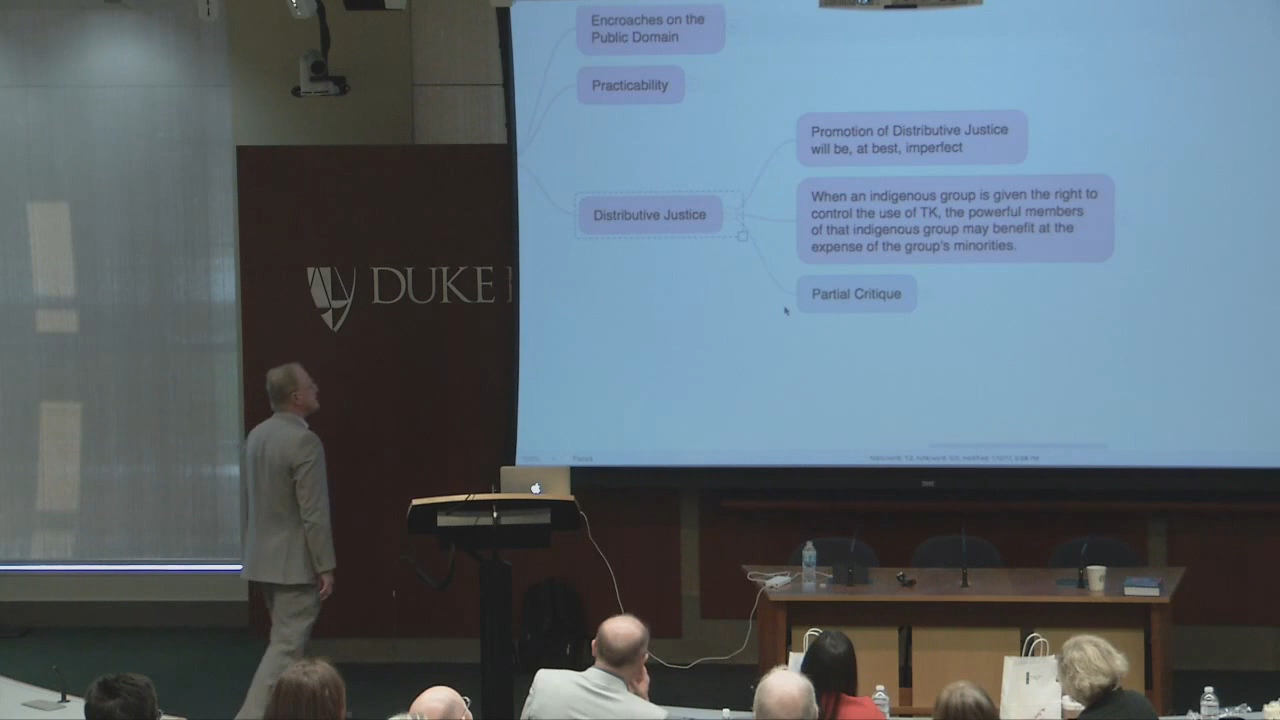 Encroaches on the
Public Domain
Practicability
Promotion of Distributive Justice
will be, at best, imperfect
Distributive Justice
When an indigenous group is given the right to
control the use of TK, the powerful members
of that indigenous group may benefit at the
expense of the group's minorities.
Partial Critique
DUKE